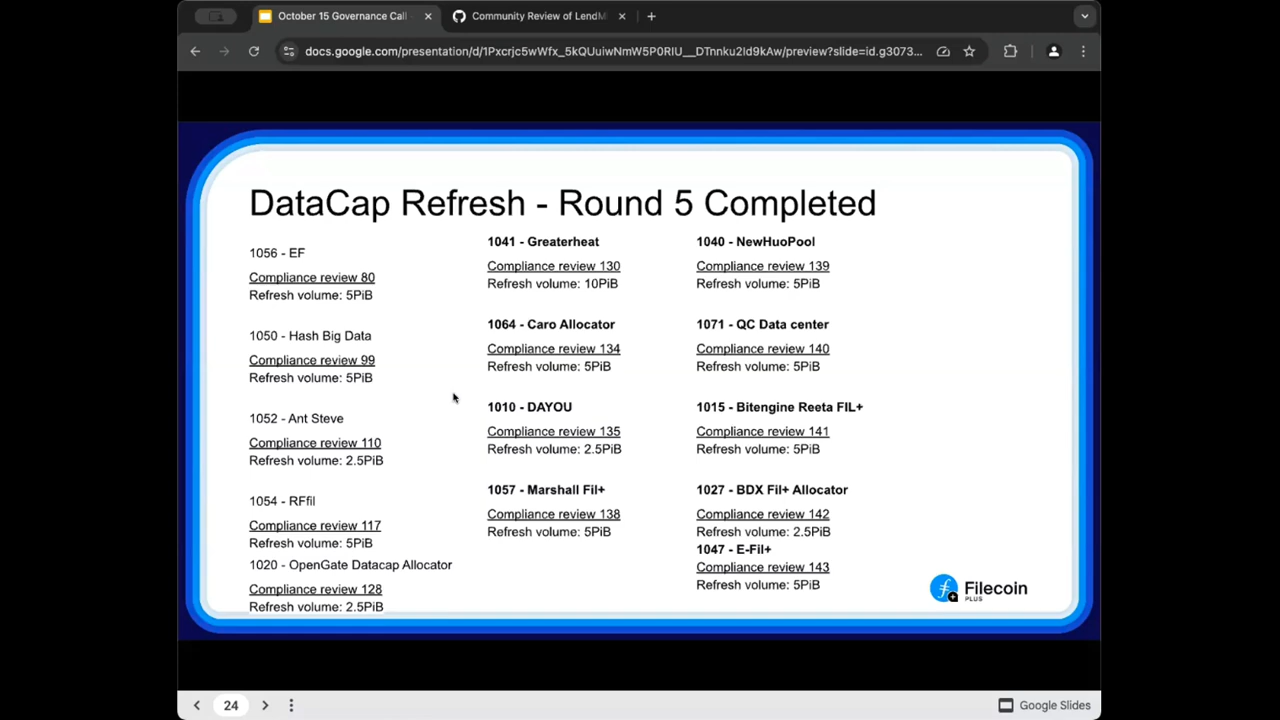 October 15 Governance Call
Community Review of LendM
docs.google.com/presentation/d/1Pxcrjc5wWfx_5kQUuiwNmW5P0RIU__DTnnku2Id9kAw/preview?slide=id.g3073...
DataCap Refresh - Round 5 Completed
1056 - EF
Compliance review 80
Refresh volume: 5PiB
1050 - Hash Big Data
Compliance review 99
Refresh volume: 5PiB
1052 - Ant Steve
Compliance review 110
Refresh volume: 2.5PiB
1054 - RFfil
Compliance review 117
Refresh volume: 5PiB
1020 - OpenGate Datacap Allocator
Compliance review 128
Refresh volume: 2.5PiB
1041 - Greaterheat
Compliance review 130
Refresh volume: 10PiB
1064 - Caro Allocator
Compliance review 134
Refresh volume: 5PiB
1010 - DAYOU
Compliance review 135
Refresh volume: 2.5PiB
1057 - Marshall Fil+
Compliance review 138
Refresh volume: 5PiB
1040 - NewHuoPool
Compliance review 139
Refresh volume: 5PiB
1071 - QC Data center
Compliance review 140
Refresh volume: 5PiB
1015 - Bitengine Reeta FIL+
Compliance review 141
Refresh volume: 5PiB
1027 - BDX Fil+ Allocator
Compliance review 142
Refresh volume: 2.5PiB
1047 - E-Fil+
Compliance review 143
Refresh volume: 5PiB
Filecoin
PLUS
24
Google Slides